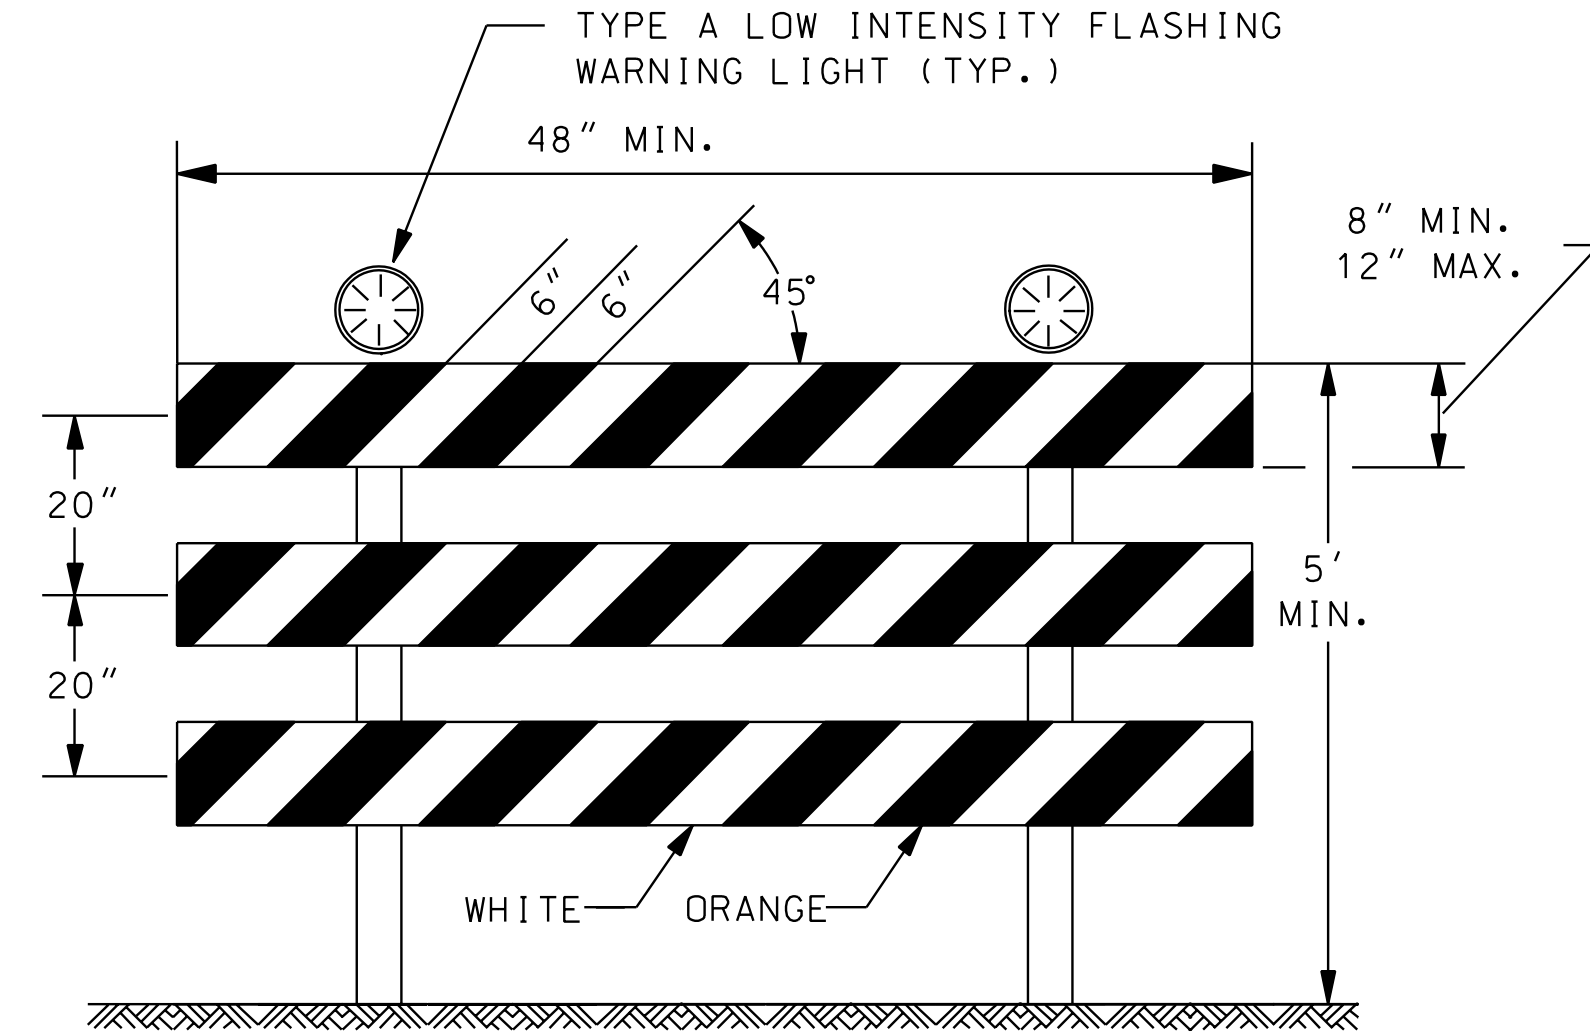 TYPE A LOW INTENSITY FLASHING
WARNING LIGHT (TYP.)
48" MIN.
8" MIN.
12" MAX.
6"
6"
45°
20"
5'
MIN.
20"
WHITE
ORANGE